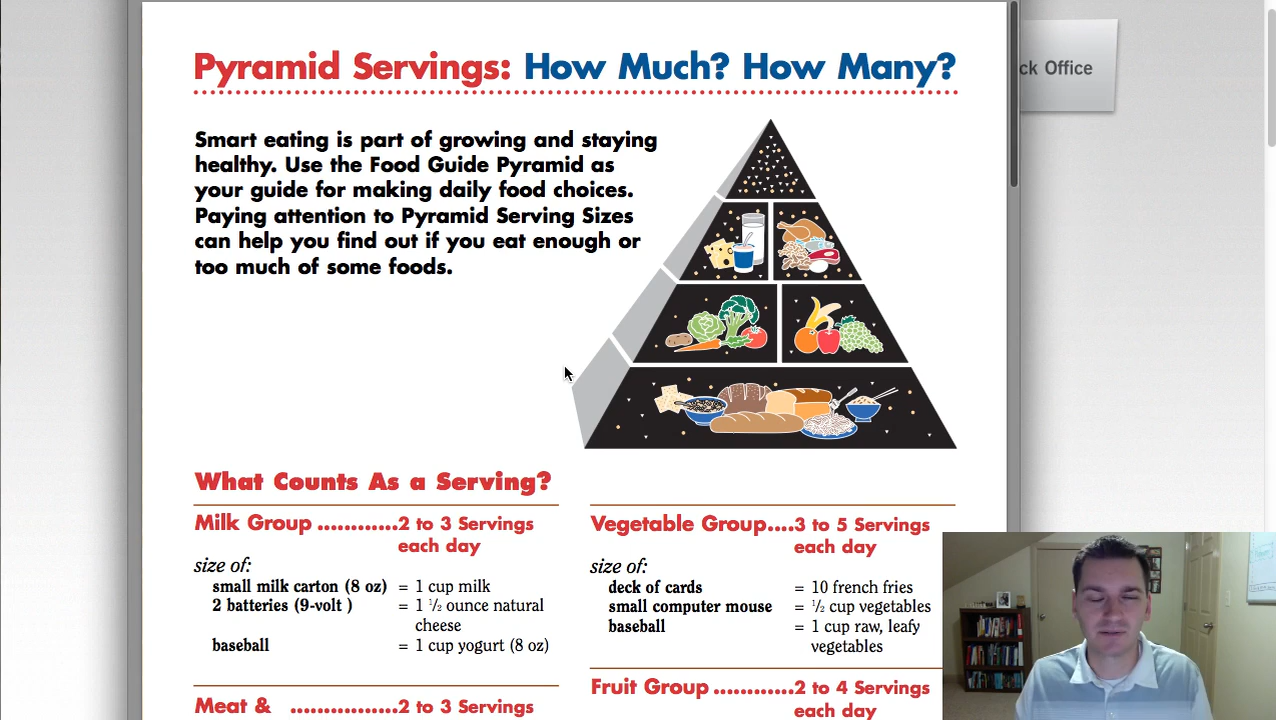 Pyramid Servings: How Much? How Many?
ck Office
Smart eating is part of growing and staying
healthy. Use the Food Guide Pyramid as
your guide for making daily food choices.
Paying attention to Pyramid Serving Sizes
can help you find out if you eat enough or
too much of some foods.
What Counts As a Serving?
Milk Group ............2 to 3 Servings
each day
size of:
small milk carton (8 oz) = 1 cup milk
2 batteries (9-volt ) = 1 1/2 ounce natural
cheese
baseball = 1 cup yogurt (8 oz)
Meat & ................2 to 3 Servings
Vegetable Group....3 to 5 Servings
each day
size of:
deck of cards = 10 french fries
small computer mouse = 1/2 cup vegetables
baseball = 1 cup raw, leafy
vegetables
Fruit Group ............2 to 4 Servings
each day